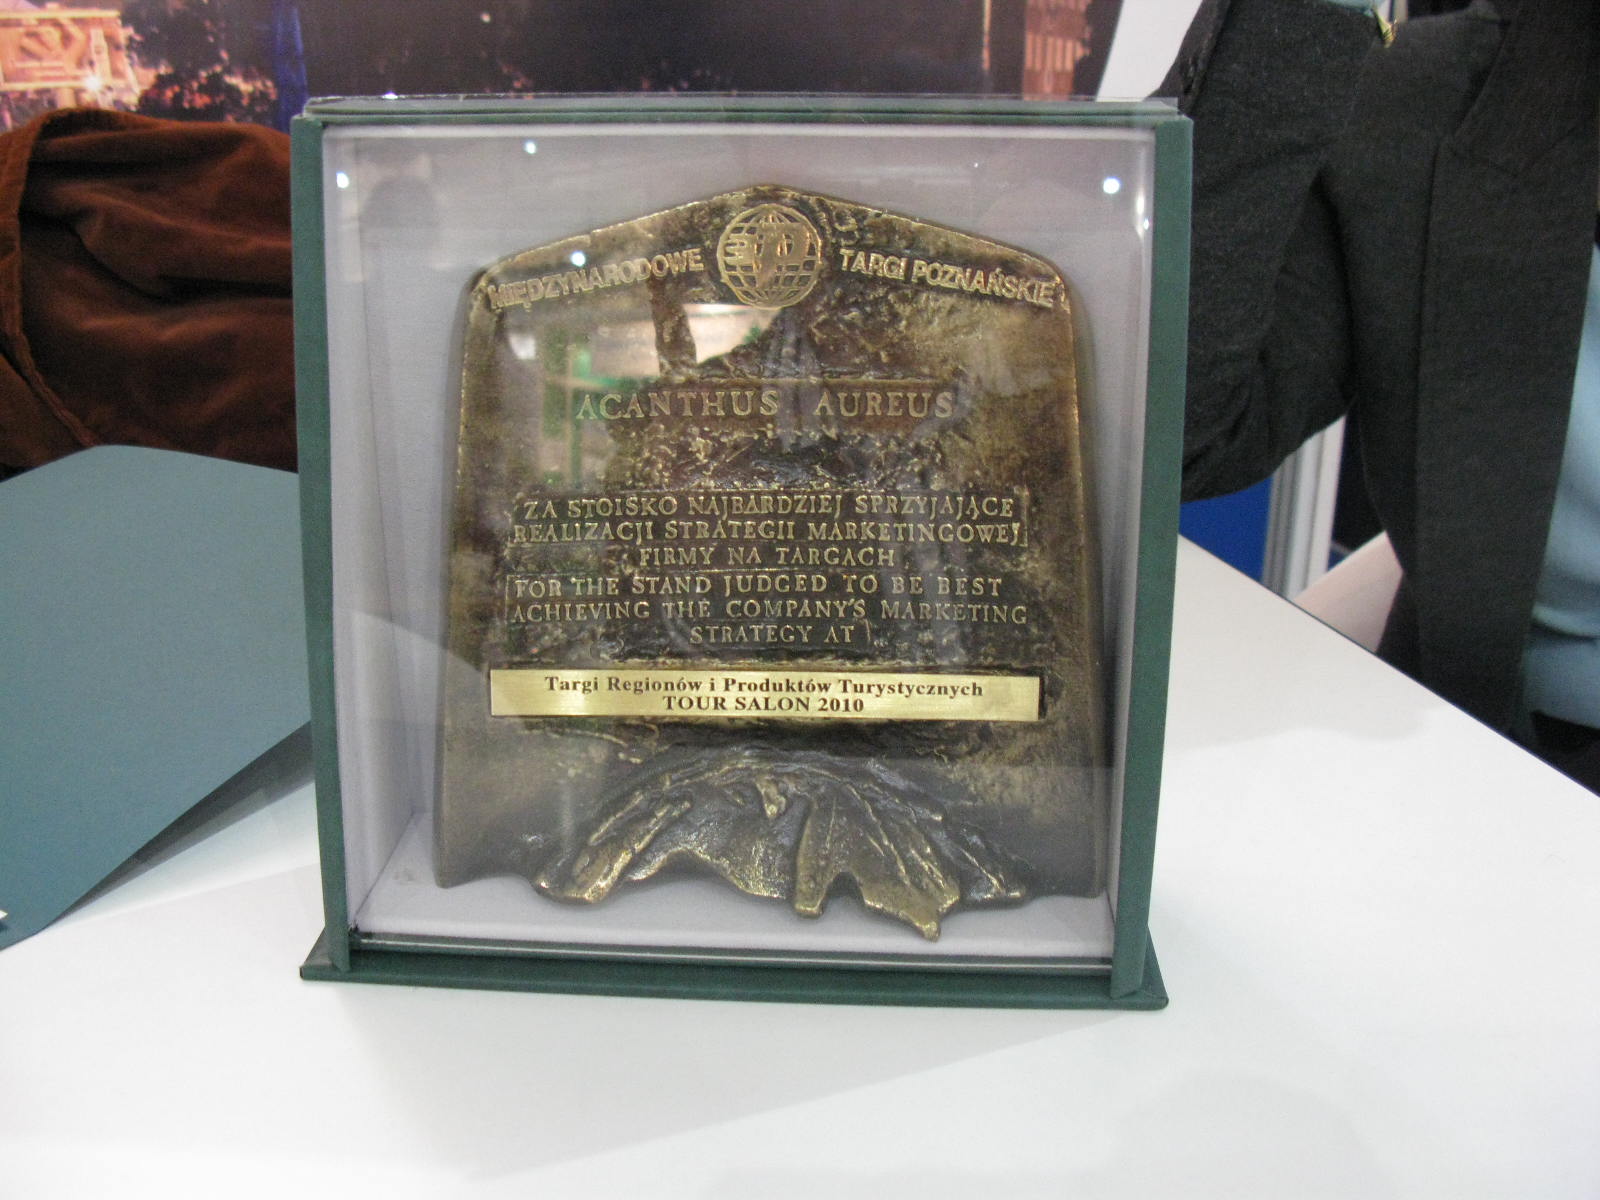 MIĘDZYNARODOWE TARGI POZNAŃSKIE
ACANTHUS AUREUS
ZA STOISKO NAJBARDZIEJ SPRZYJAJĄCE
REALIZACJI STRATEGII MARKETINGOWEJ
FIRMY NA TARGACH
FOR THE STAND JUDGED TO BE BEST
ACHIEVING THE COMPANY'S MARKETING
STRATEGY AT
Targi Regionów i Produktów Turystycznych
TOUR SALON 2010